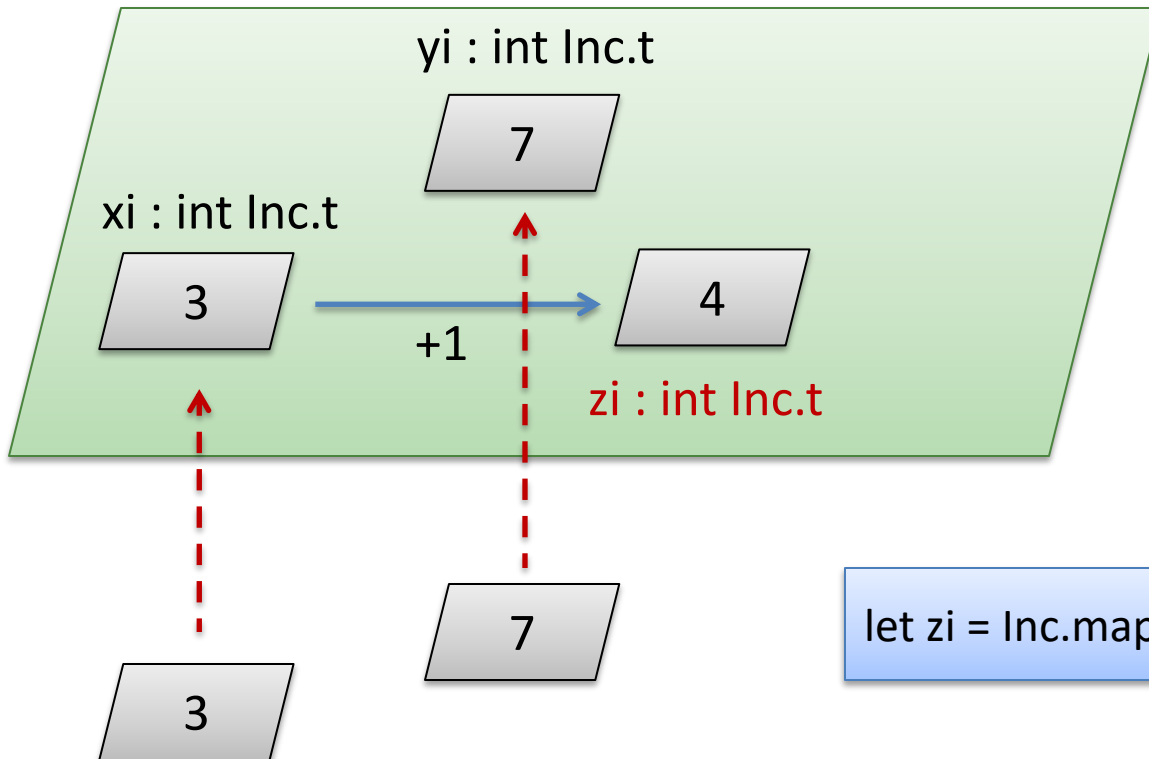 yi : int Inc.t
7
xi : int Inc.t
3
4
+1
zi : int Inc.t
7
let zi = Inc.map
3